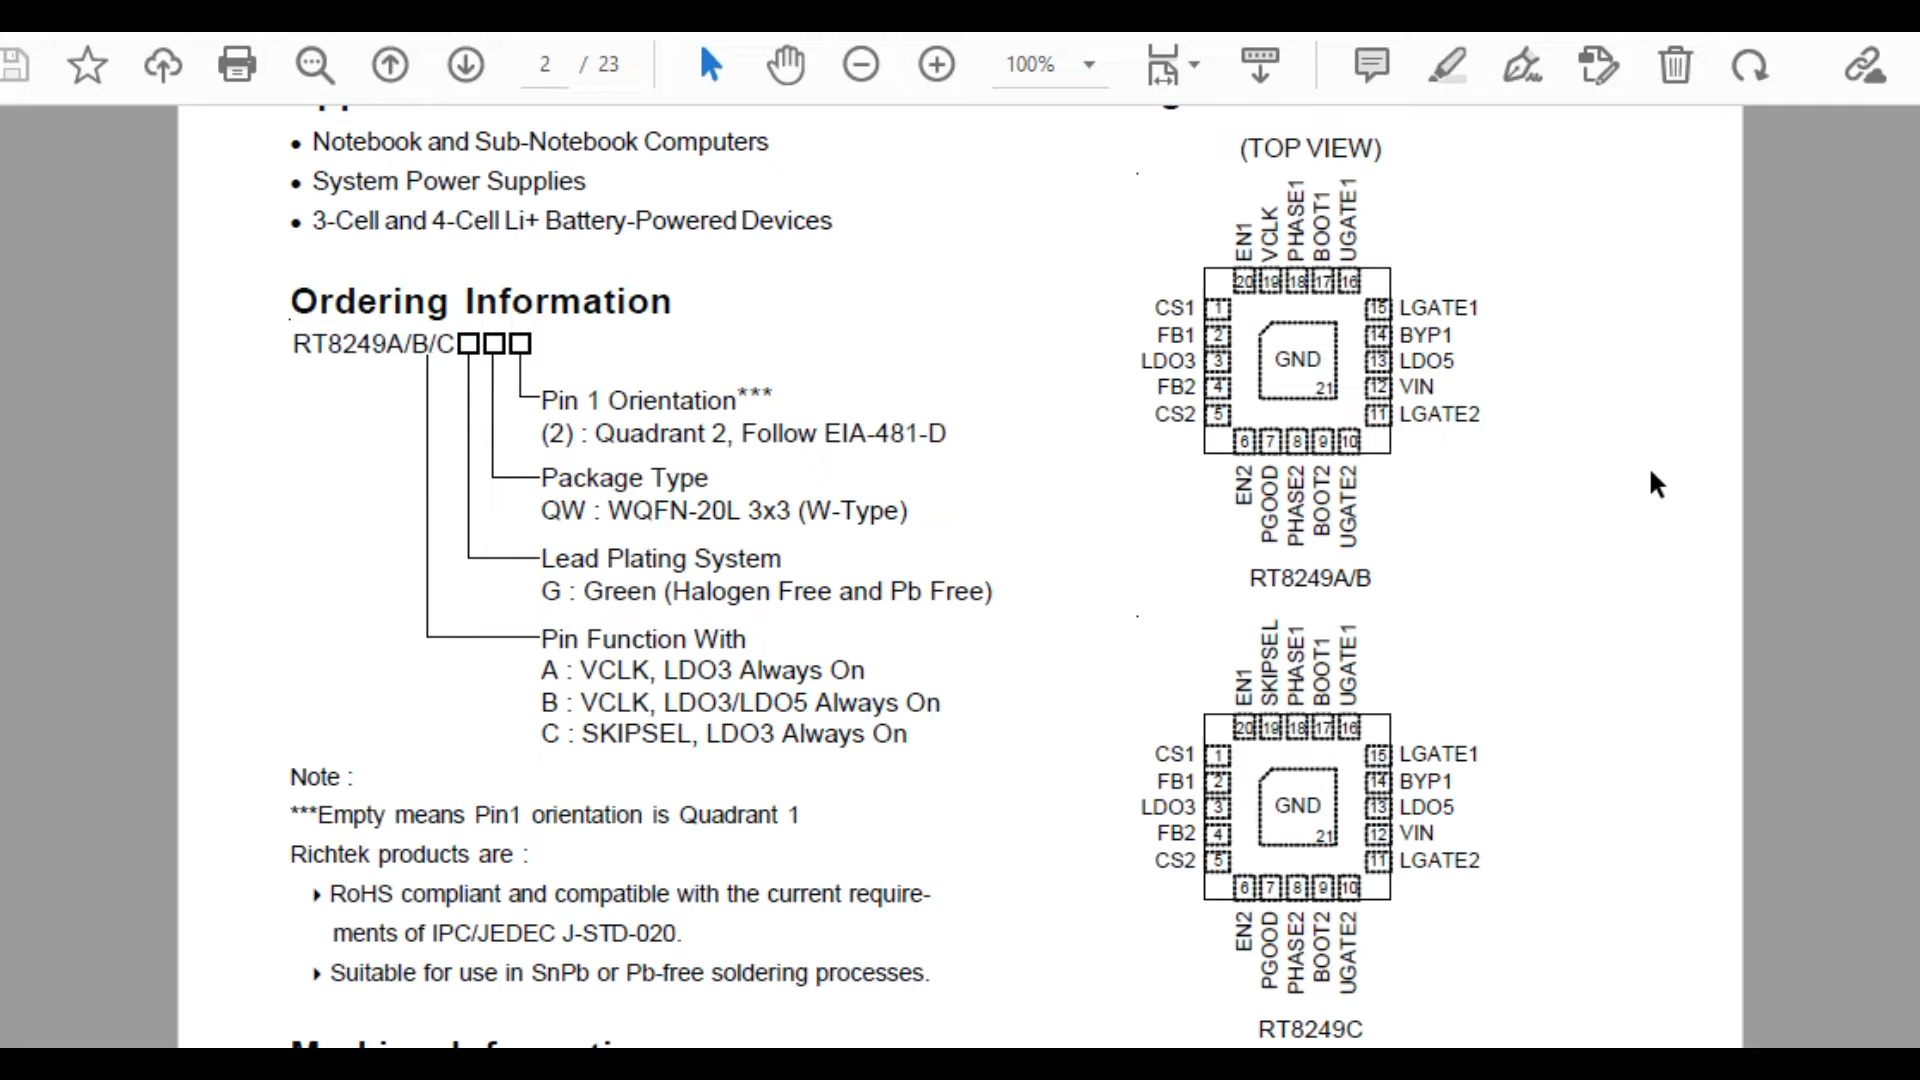 2 / 23
100%
Notebook and Sub-Notebook Computers
System Power Supplies
3-Cell and 4-Cell Li+ Battery-Powered Devices
Ordering Information
RT8249A/B/C
Pin 1 Orientation***
(2) : Quadrant 2, Follow EIA-481-D
Package Type
QW : WQFN-20L 3x3 (W-Type)
Lead Plating System
G : Green (Halogen Free and Pb Free)
Pin Function With
A : VCLK, LDO3 Always On
B : VCLK, LDO3/LDO5 Always On
C : SKIPSEL, LDO3 Always On
Note :
***Empty means Pin1 orientation is Quadrant 1
Richtek products are :
RoHS compliant and compatible with the current require-
ments of IPC/JEDEC J-STD-020.
Suitable for use in SnPb or Pb-free soldering processes.
(TOP VIEW)
EN1 VCLK PHASE1 BOOT1 UGATE1
20 19 18 17 16
CS1 1 15 LGATE1
FB1 2 14 BYP1
LDO3 3 GND 13 LDO5
FB2 4 21 12 VIN
CS2 5 11 LGATE2
6 7 8 9 10
EN2 PGOOD PHASE2 BOOT2 UGATE2
RT8249A/B
EN1 SKIPSEL PHASE1 BOOT1 UGATE1
20 19 18 17 16
CS1 1 15 LGATE1
FB1 2 14 BYP1
LDO3 3 GND 13 LDO5
FB2 4 21 12 VIN
CS2 5 11 LGATE2
6 7 8 9 10
EN2 PGOOD PHASE2 BOOT2 UGATE2
RT8249C